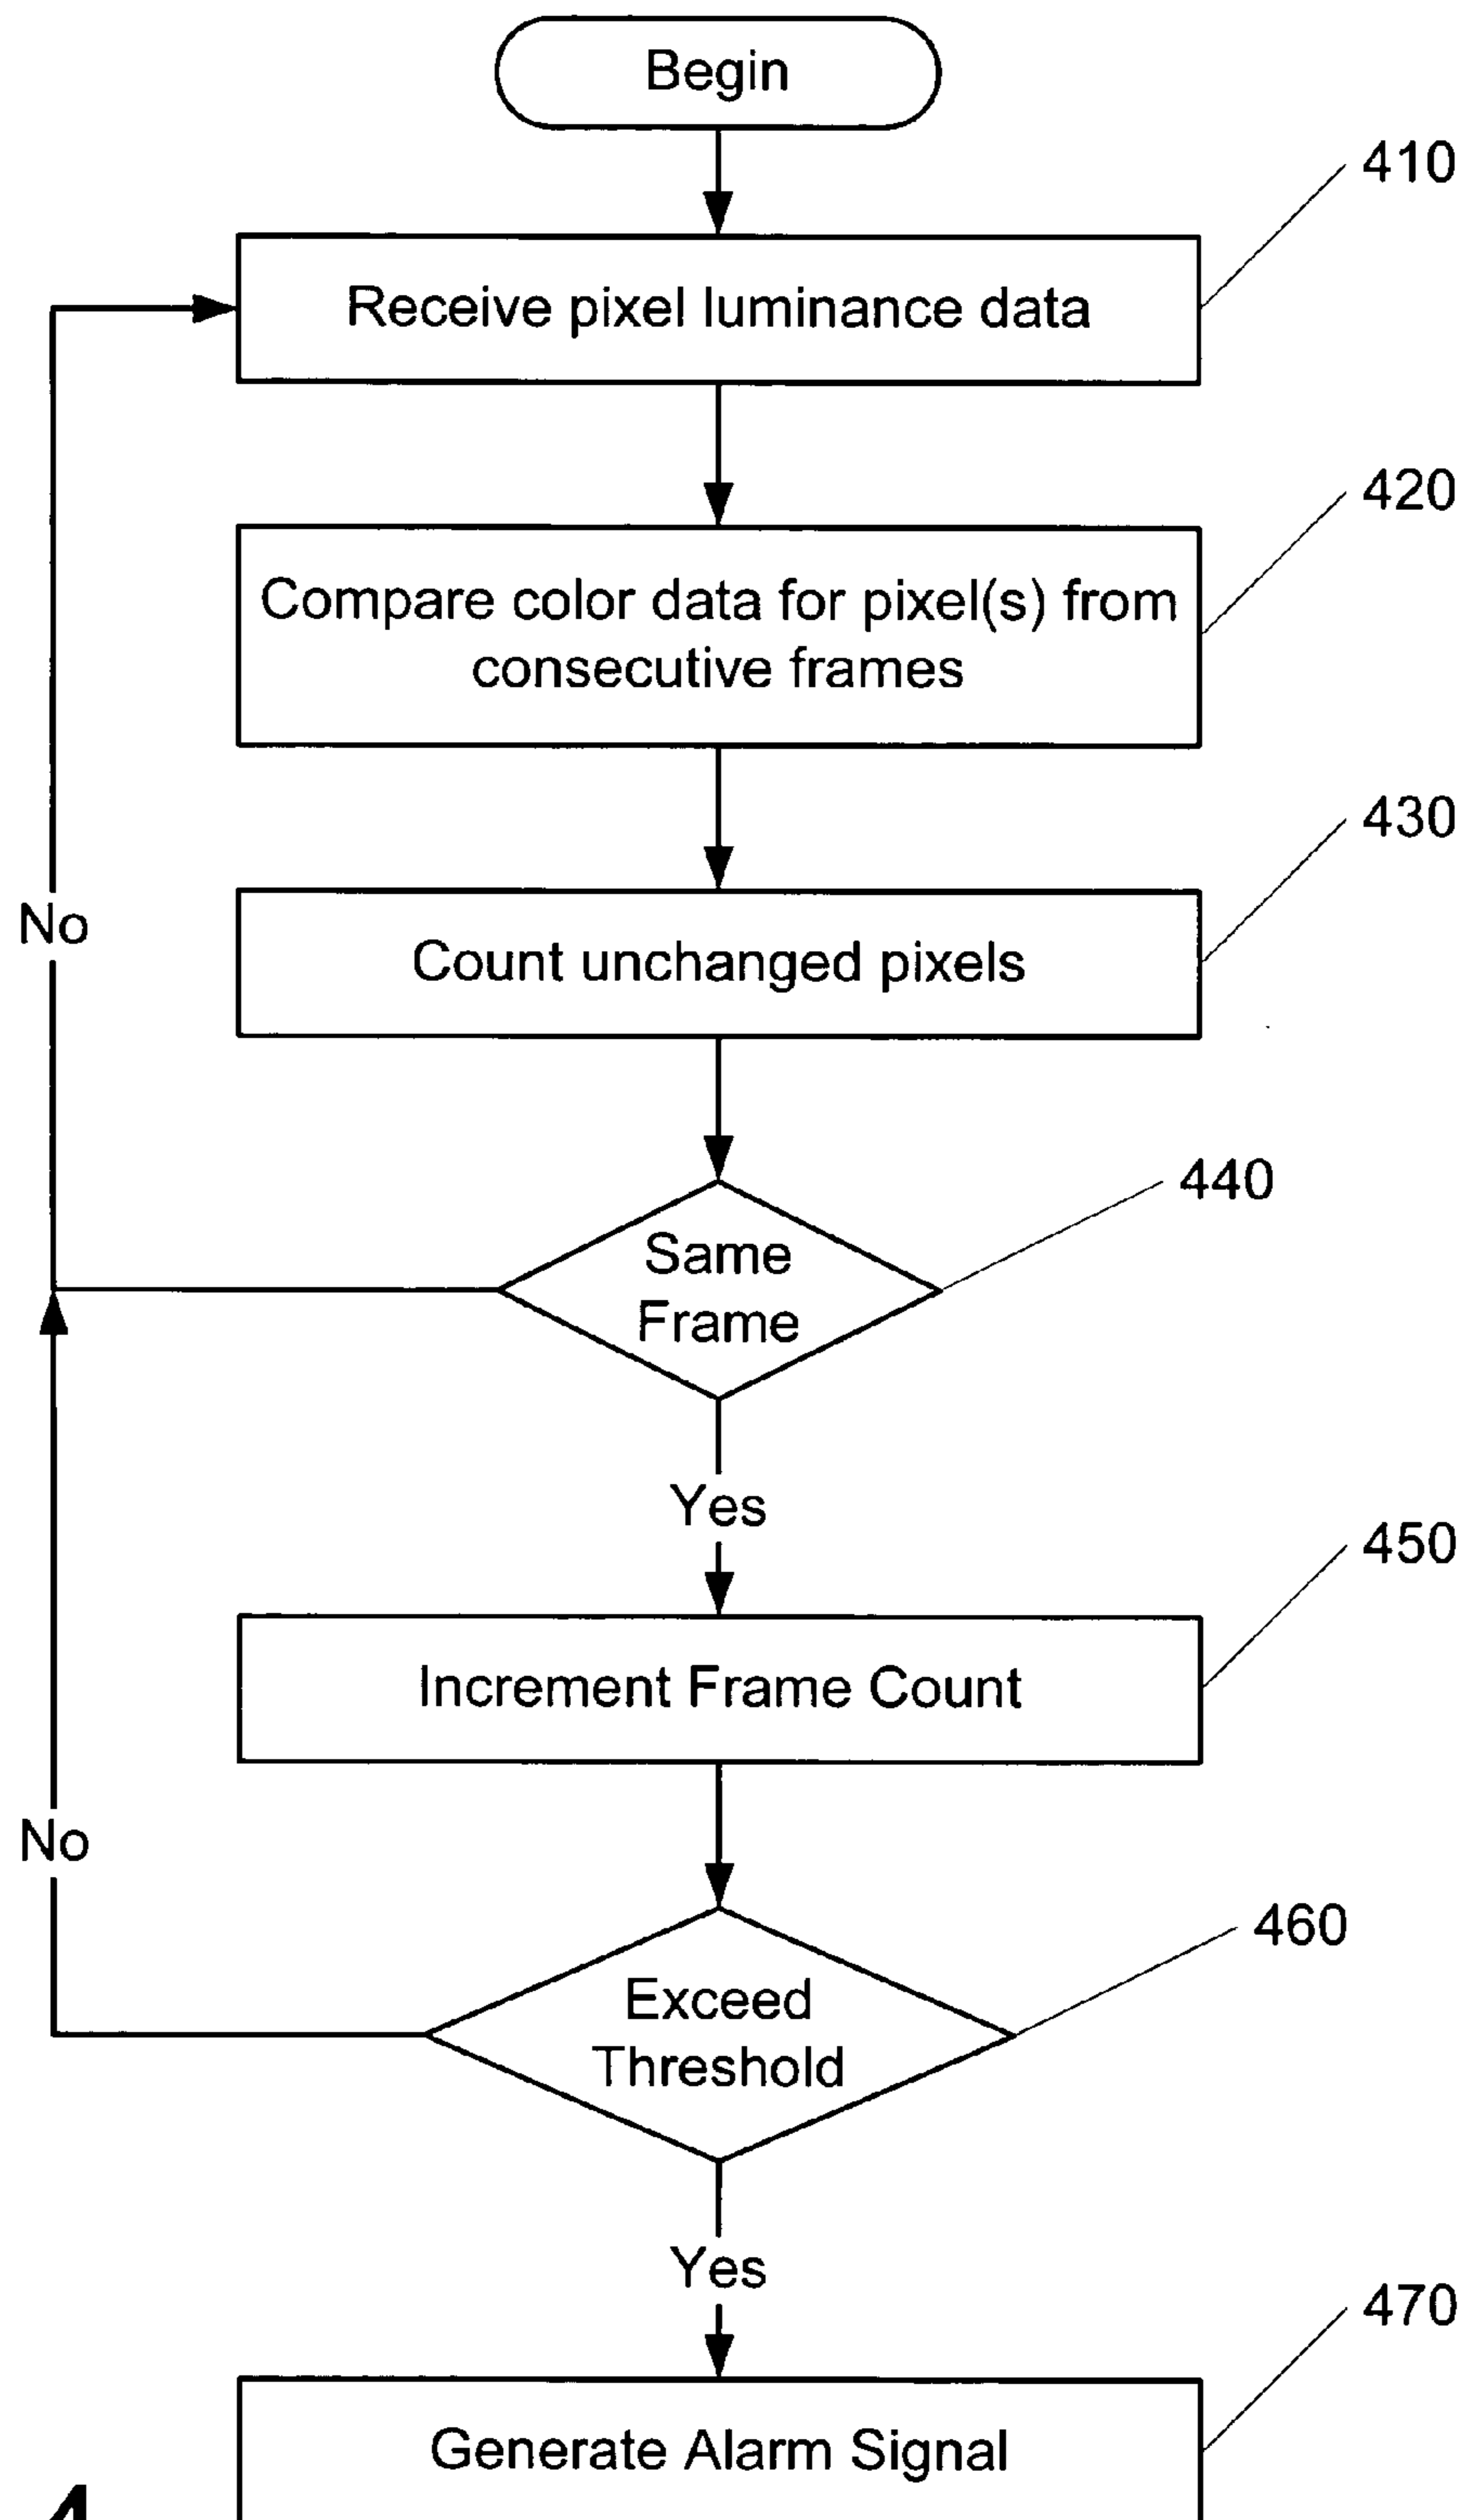 Begin
410
Receive pixel luminance data
420
Compare color data for pixel(s) from
consecutive frames
430
No
Count unchanged pixels
440
Same
Frame
Yes
450
Increment Frame Count
No
460
Exceed
Threshold
Yes
470
Generate Alarm Signal